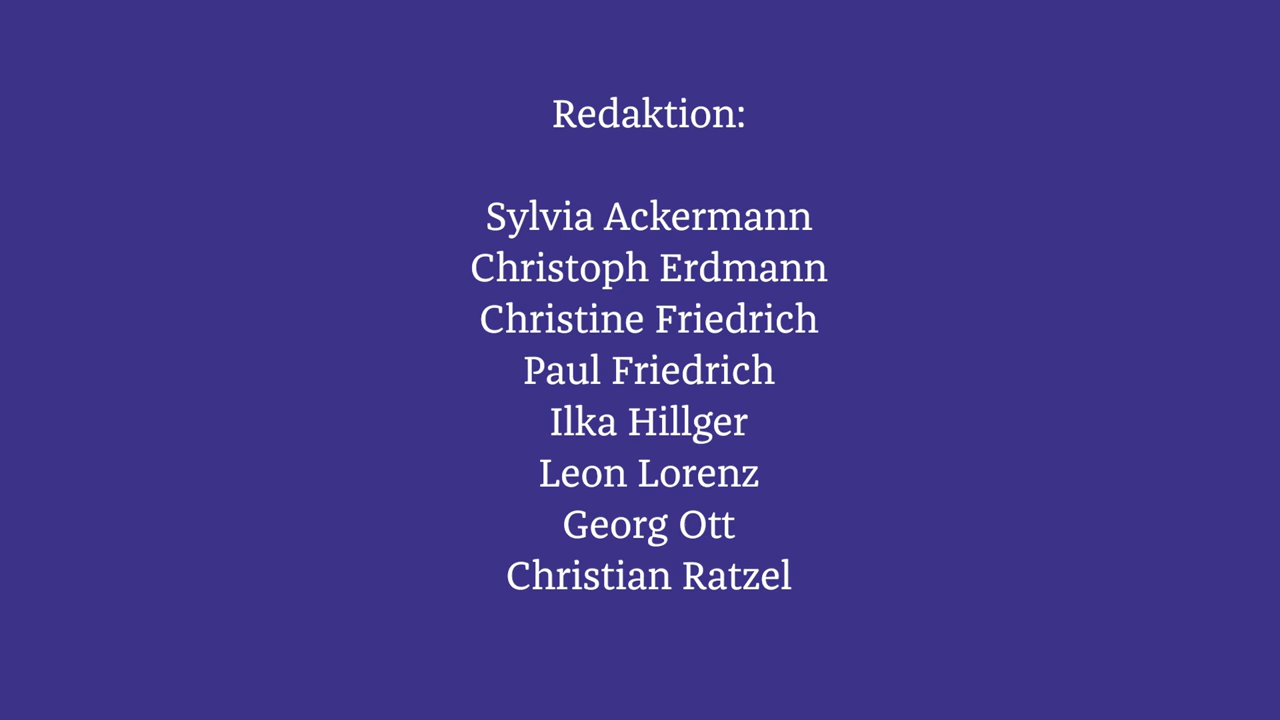 Redaktion:
Sylvia Ackermann
Christoph Erdmann
Christine Friedrich
Paul Friedrich
Ilka Hillger
Leon Lorenz
Georg Ott
Christian Ratzel